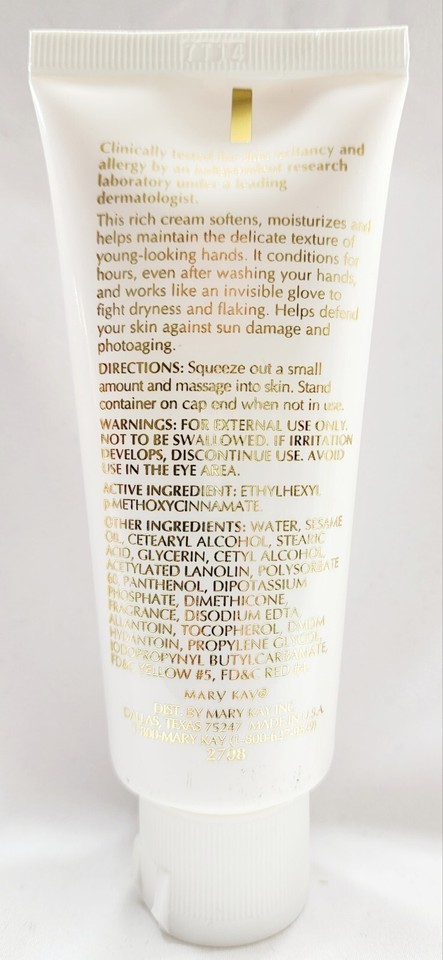 7714
Clinically tested for skin irritancy and
allergy by an independent research
laboratory under a leading
dermatologist.
This rich cream softens, moisturizes and
helps maintain the delicate texture of
young-looking hands. It conditions for
hours, even after washing your hands,
and works like an invisible glove to
fight dryness and flaking. Helps defend
your skin against sun damage and
photoaging.
DIRECTIONS: Squeeze out a small
amount and massage into skin. Stand
container on cap end when not in use.
WARNINGS: FOR EXTERNAL USE ONLY.
NOT TO BE SWALLOWED. IF IRRITATION
DEVELOPS, DISCONTINUE USE. AVOID
USE IN THE EYE AREA.
ACTIVE INGREDIENT: ETHYLHEXYL
p-METHOXYCINNAMATE.
OTHER INGREDIENTS: WATER, SESAME
OIL, CETEARYL ALCOHOL, STEARIC
ACID, GLYCERIN, CETYL ALCOHOL,
ACETYLATED LANOLIN, POLYSORBATE
60, PANTHENOL, DIPOTASSIUM
PHOSPHATE, DIMETHICONE,
FRAGRANCE, DISODIUM EDTA,
ALLANTOIN, TOCOPHEROL, DMDM
HYDANTOIN, PROPYLENE GLYCOL,
IODOPROPYNYL BUTYLCARBAMATE,
FD&C YELLOW #5, FD&C RED #4.
MARY KAY®
DIST. BY MARY KAY INC.
DALLAS, TEXAS 75247 MADE IN U.S.A.
MARY KAY
2798